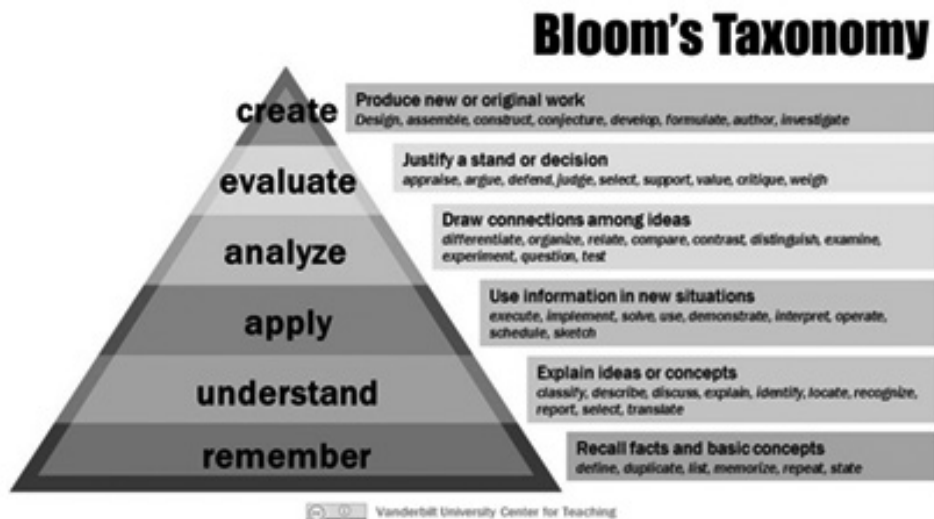 Bloom's Taxonomy
create
Produce new or original work
Design, assemble, construct, conjecture, develop, formulate, author, investigate
evaluate
Justify a stand or decision
appraise, argue, defend, judge, select, support, value, critique, weigh
analyze
Draw connections among ideas
differentiate, organize, relate, compare, contrast, distinguish, examine,
experiment, question, test
apply
Use information in new situations
execute, implement, solve, use, demonstrate, interpret, operate,
schedule, sketch
understand
Explain ideas or concepts
classify, describe, discuss, explain, identify, locate, recognize,
report, select, translate
remember
Recall facts and basic concepts
define, duplicate, list, memorize, repeat, state
Vanderbilt University Center for Teaching